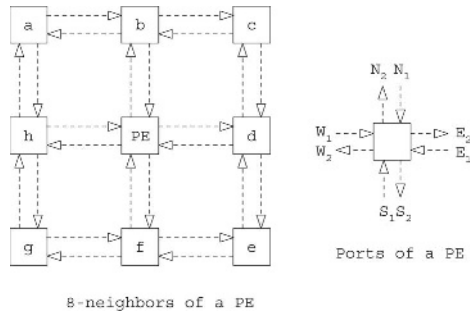 a b c
N₂ N₁
h PE d
W₁ E₂
W₂ E₁
S₁ S₂
g f e
Ports of a PE
8-neighbors of a PE